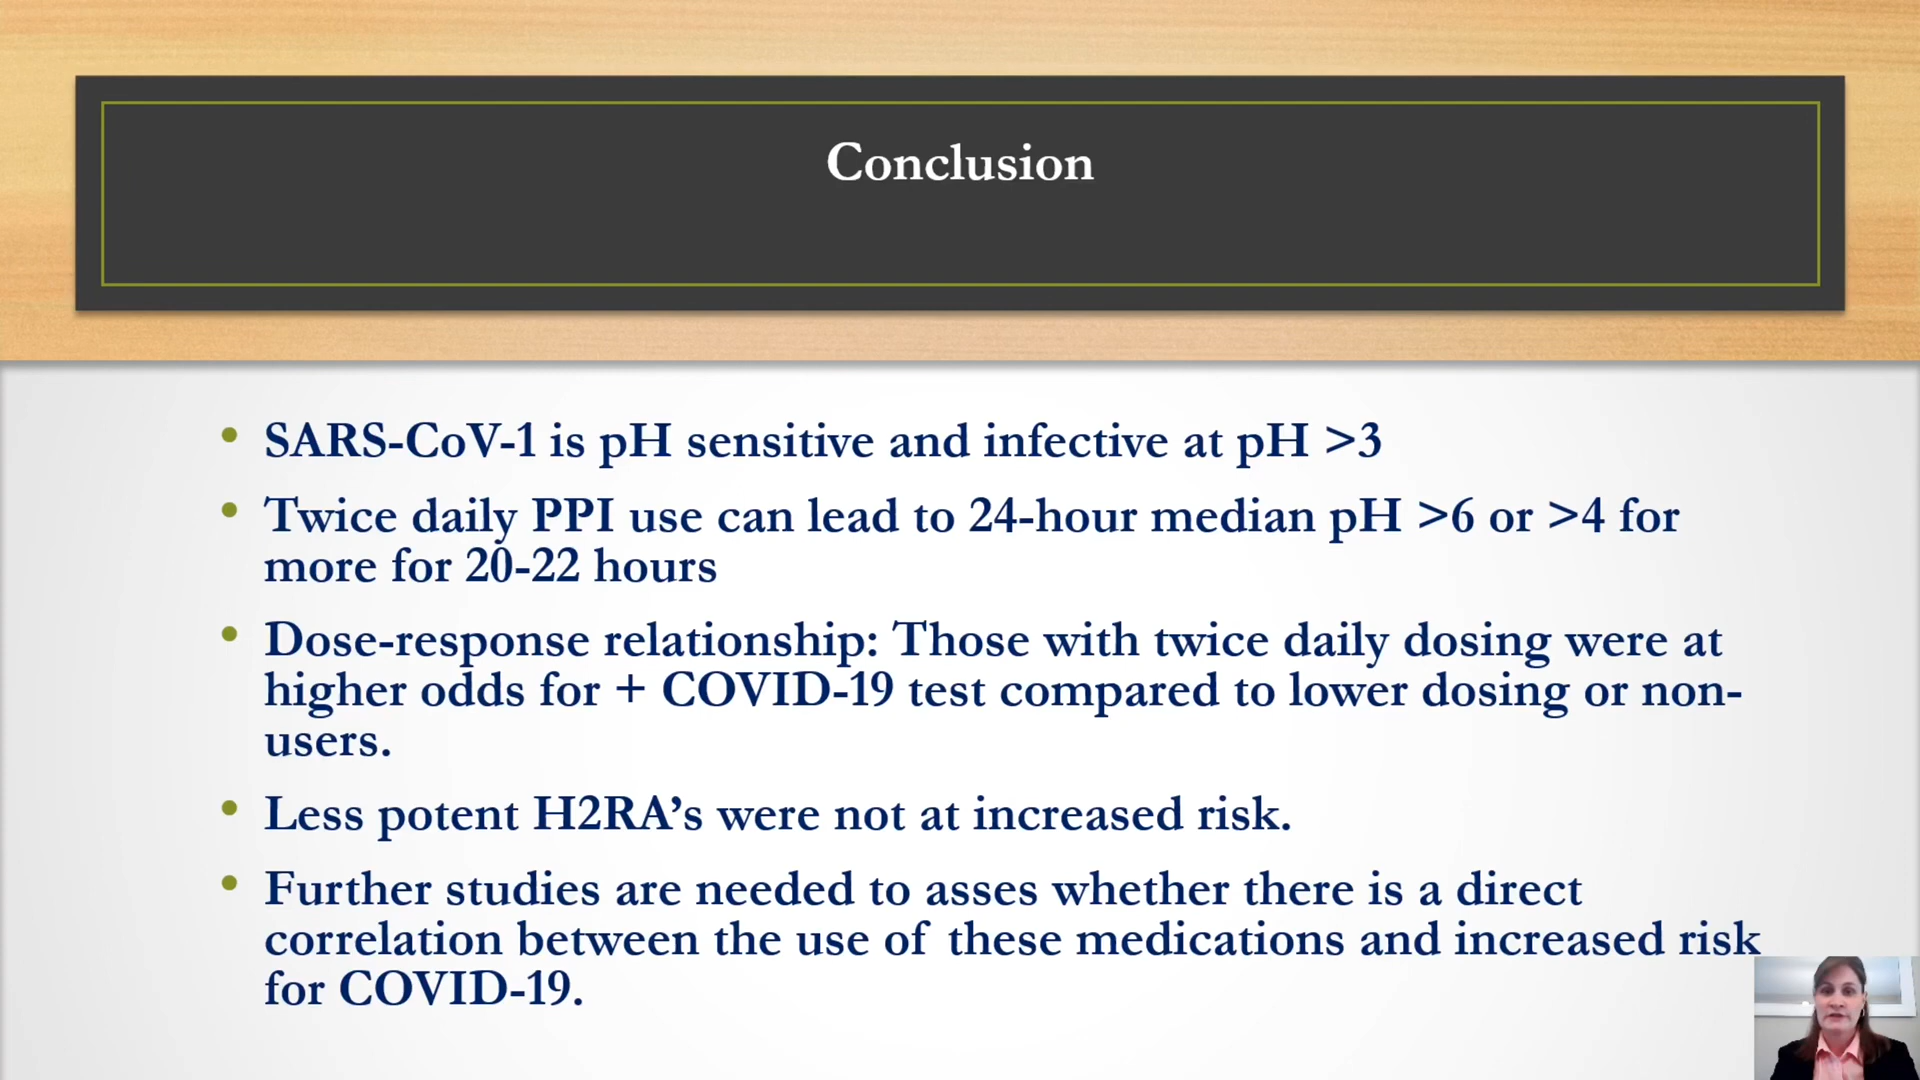 Conclusion
• SARS-CoV-1 is pH sensitive and infective at pH >3
• Twice daily PPI use can lead to 24-hour median pH >6 or >4 for
more for 20-22 hours
• Dose-response relationship: Those with twice daily dosing were at
higher odds for + COVID-19 test compared to lower dosing or non-
users.
• Less potent H2RA’s were not at increased risk.
• Further studies are needed to asses whether there is a direct
correlation between the use of these medications and increased risk
for COVID-19.